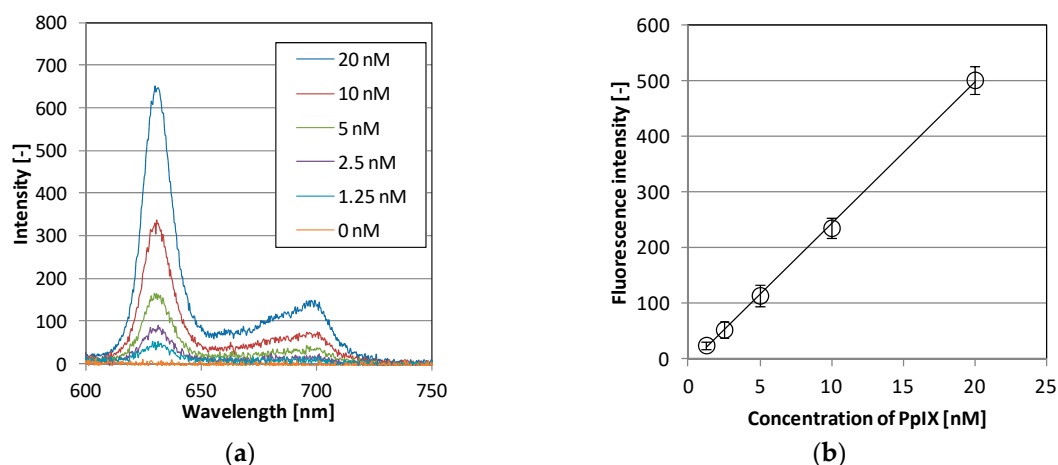 800
700
600
500
400
300
200
100
0
Intensity [-]
600
650
700
750
Wavelength [nm]
20 nM
10 nM
5 nM
2.5 nM
1.25 nM
0 nM
(a)
600
500
400
300
200
100
0
Fluorescence intensity [-]
0
5
10
15
20
25
Concentration of PpIX [nM]
(b)